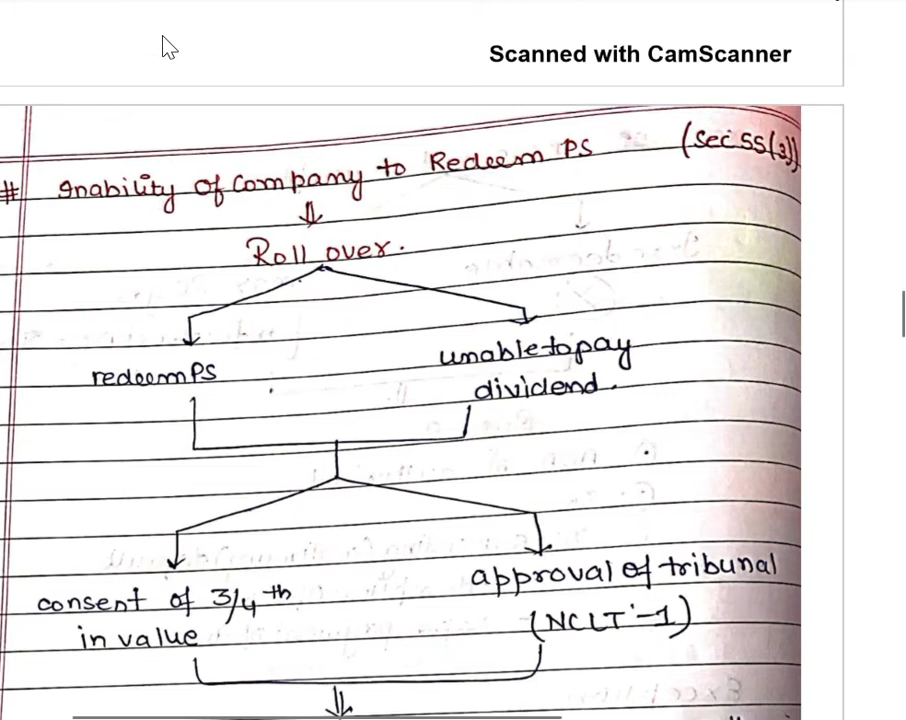 Scanned with CamScanner
# Inability of Company to Redeem PS (Sec 55(3))
Roll over.
redeem PS
unable to pay
dividend.
consent of 3/4th
in value
approval of tribunal
(NCLT-1)